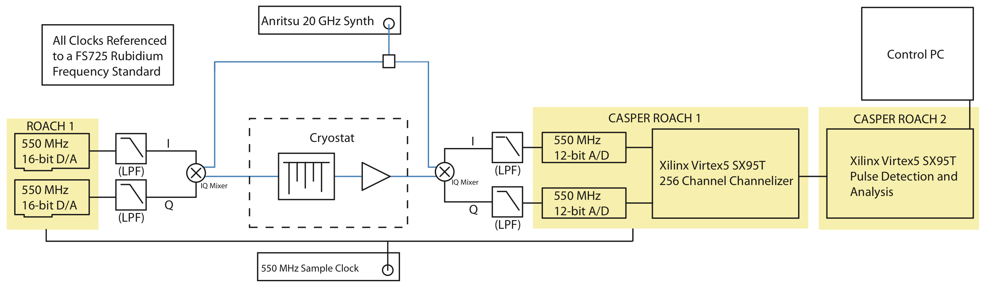 Anritsu 20 GHz Synth
All Clocks Referenced
to a FS725 Rubidium
Frequency Standard
Control PC
ROACH 1
550 MHz
16-bit D/A
550 MHz
16-bit D/A
(LPF)
(LPF)
I
Q
IQ Mixer
Cryostat
IQ Mixer
I
Q
(LPF)
(LPF)
CASPER ROACH 1
550 MHz
12-bit A/D
550 MHz
12-bit A/D
Xilinx Virtex5 SX95T
256 Channel Channelizer
CASPER ROACH 2
Xilinx Virtex5 SX95T
Pulse Detection and
Analysis
550 MHz Sample Clock